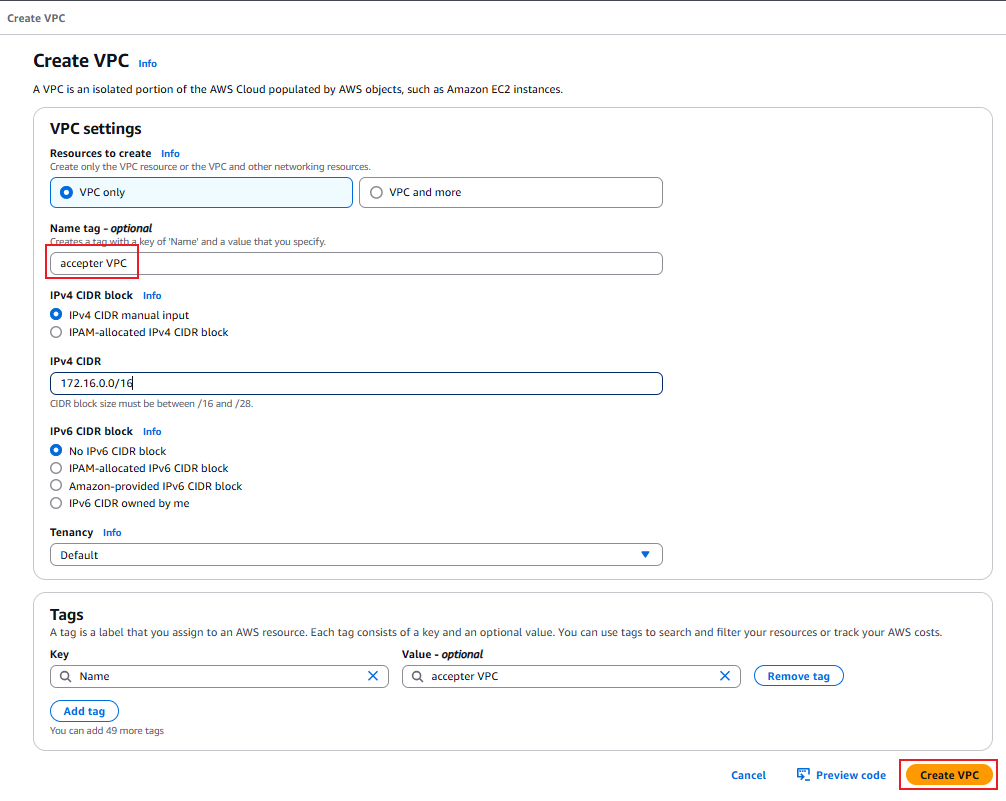 Create VPC
Create VPC Info
A VPC is an isolated portion of the AWS Cloud populated by AWS objects, such as Amazon EC2 instances.
VPC settings
Resources to create Info
Create only the VPC resource or the VPC and other networking resources.
VPC only
VPC and more
Name tag - optional
Creates a tag with a key of 'Name' and a value that you specify.
accepter VPC
IPv4 CIDR block Info
IPv4 CIDR manual input
IPAM-allocated IPv4 CIDR block
IPv4 CIDR
172.16.0.0/16
CIDR block size must be between /16 and /28.
IPv6 CIDR block Info
No IPv6 CIDR block
IPAM-allocated IPv6 CIDR block
Amazon-provided IPv6 CIDR block
IPv6 CIDR owned by me
Tenancy Info
Default
Tags
A tag is a label that you assign to an AWS resource. Each tag consists of a key and an optional value. You can use tags to search and filter your resources or track your AWS costs.
Key
Value - optional
Name
accepter VPC
Remove tag
Add tag
You can add 49 more tags
Cancel
Preview code
Create VPC